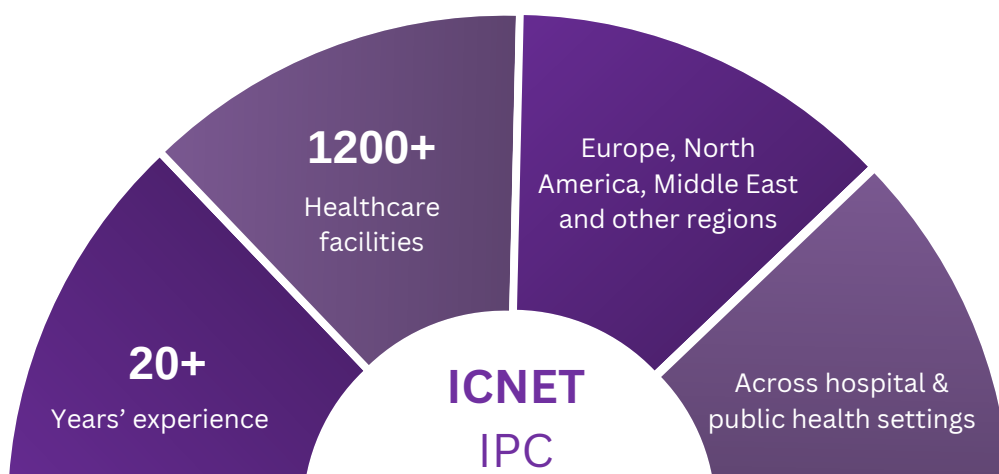 20+
Years’ experience
1200+
Healthcare
facilities
Europe, North
America, Middle East
and other regions
Across hospital &
public health settings
ICNET
IPC